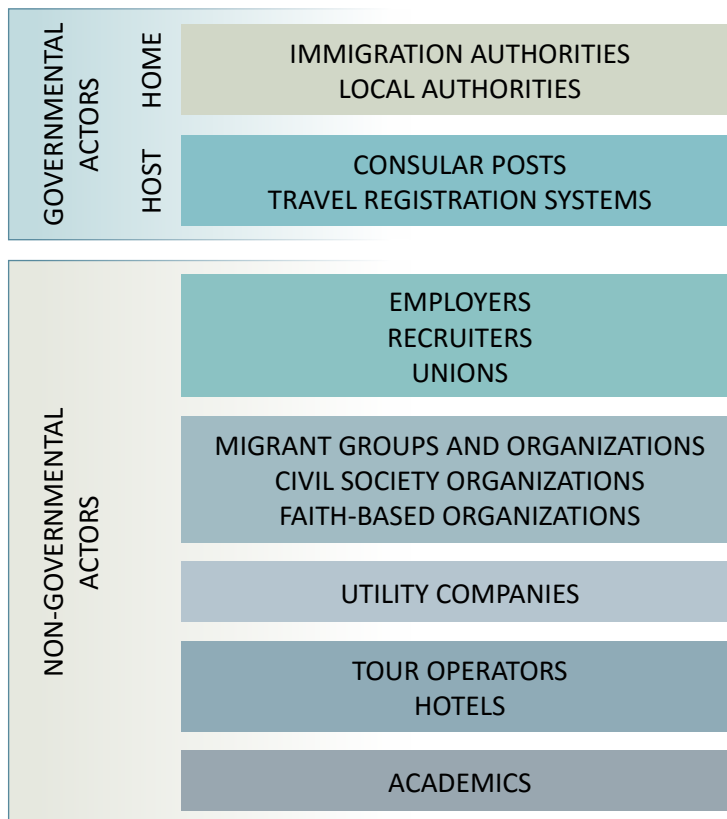 GOVERNMENTAL
ACTORS
HOME
IMMIGRATION AUTHORITIES
LOCAL AUTHORITIES
HOST
CONSULAR POSTS
TRAVEL REGISTRATION SYSTEMS
NON-GOVERNMENTAL
ACTORS
EMPLOYERS
RECRUITERS
UNIONS
MIGRANT GROUPS AND ORGANIZATIONS
CIVIL SOCIETY ORGANIZATIONS
FAITH-BASED ORGANIZATIONS
UTILITY COMPANIES
TOUR OPERATORS
HOTELS
ACADEMICS